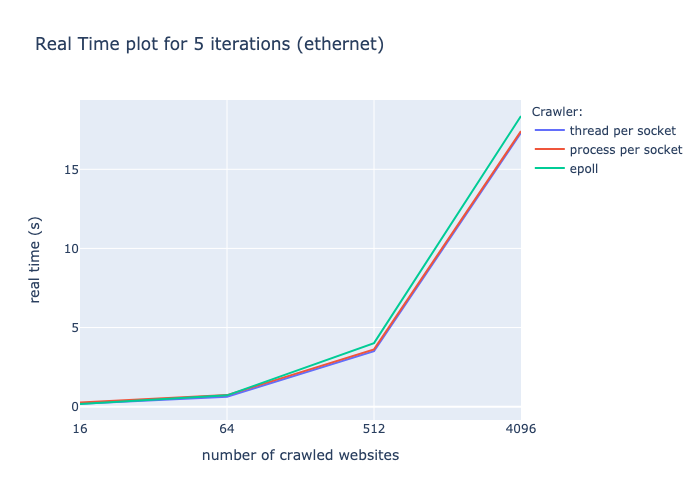 Real Time plot for 5 iterations (ethernet)
Crawler:
thread per socket
process per socket
epoll
real time (s)
15
10
5
0
16 64 512 4096
number of crawled websites